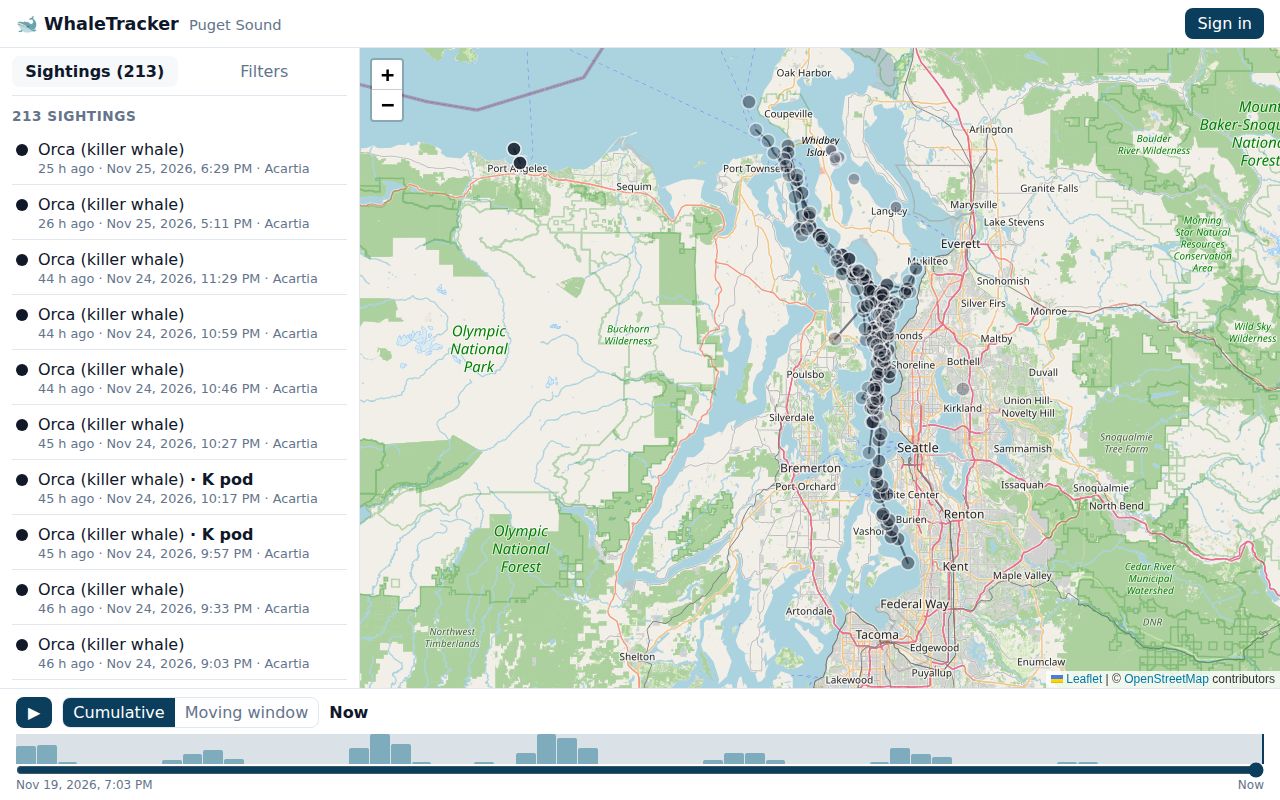 WhaleTracker Puget Sound
Sign in
Sightings (213)
Filters
213 SIGHTINGS
Orca (killer whale)
25 h ago · Nov 25, 2026, 6:29 PM · Acartia
Orca (killer whale)
26 h ago · Nov 25, 2026, 5:11 PM · Acartia
Orca (killer whale)
44 h ago · Nov 24, 2026, 11:29 PM · Acartia
Orca (killer whale)
44 h ago · Nov 24, 2026, 10:59 PM · Acartia
Orca (killer whale)
44 h ago · Nov 24, 2026, 10:46 PM · Acartia
Orca (killer whale)
45 h ago · Nov 24, 2026, 10:27 PM · Acartia
Orca (killer whale) · K pod
45 h ago · Nov 24, 2026, 10:17 PM · Acartia
Orca (killer whale) · K pod
45 h ago · Nov 24, 2026, 9:57 PM · Acartia
Orca (killer whale)
46 h ago · Nov 24, 2026, 9:33 PM · Acartia
Orca (killer whale)
46 h ago · Nov 24, 2026, 9:03 PM · Acartia
+
−
Oak Harbor
Coupeville
Whidbey
Mount
Baker-Snoqu
Nationa
Forest
Arlington
Boulder
River Wilderness
Port Angeles
Port Townsen
Sequim
Granite Falls
Marysville
Langley
Lake Stevens
Morning
Star Natural
Resources
Conservation
Area
Everett
Mukilteo
Snohomish
Silver Firs
Monroe
Olympic
National
Park
Buckhorn
Wilderness
monds
Maltby
Wild Sky
Wilderness
Shoreline
Bothell
Duvall
Poulsbo
Kirkland
Union Hill-
Novelty Hill
Silverdale
Seattle
Sammamish
Snoqualmie
Tree Farm
Bremerton
Port Orchard
Issaquah
Snoqualmie
North Bend
ite Center
Renton
Burien
Vashon
Olympic
National
Forest
Kent
Maple Valley
Cedar River
Municipal
Watershed
Artondale
Federal Way
DNR
Northwest
Timberlands
Tacoma
Edgewood
Shelton
Enumclaw
Puyallup
Lakewood
Leaflet | © OpenStreetMap contributors
Cumulative
Moving window
Now
Nov 19, 2026, 7:03 PM
Now